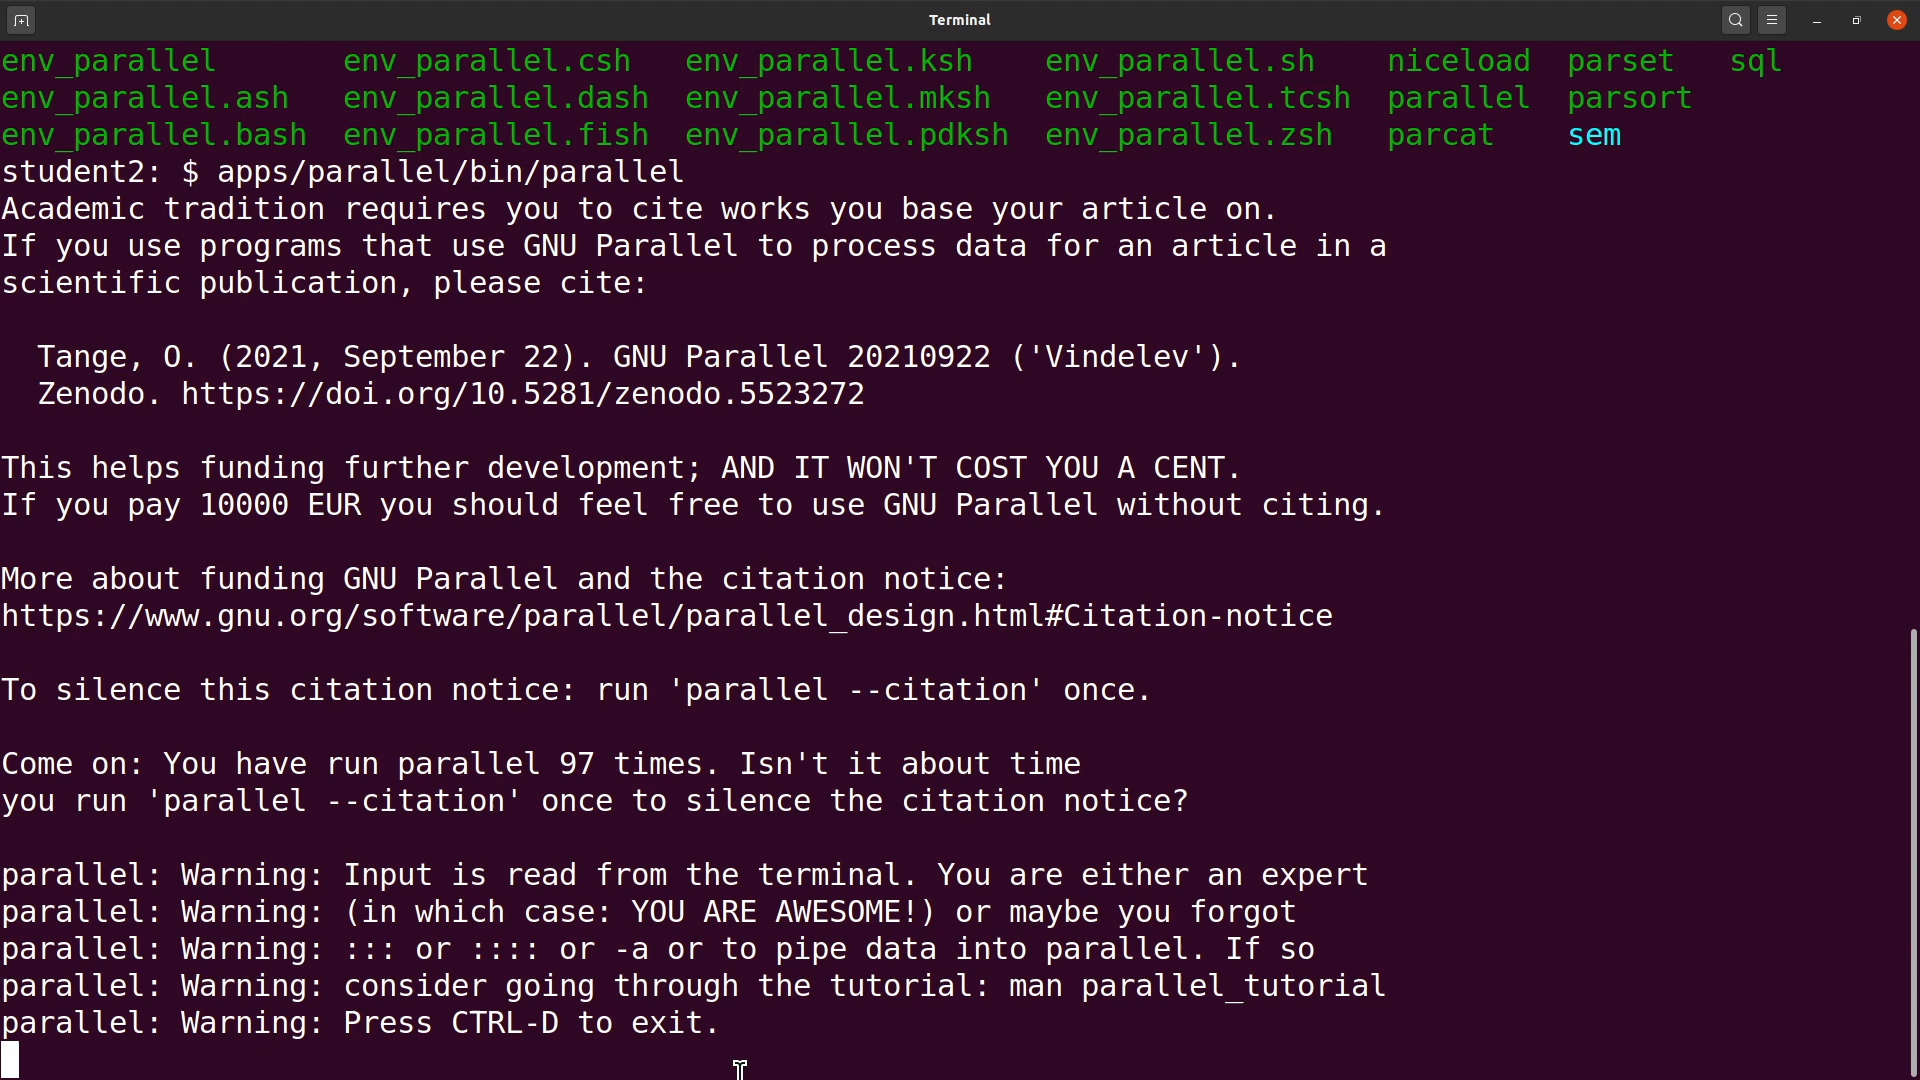 Terminal
env_parallel env_parallel.csh env_parallel.ksh env_parallel.sh niceload parset sql
env_parallel.ash env_parallel.dash env_parallel.mksh env_parallel.tcsh parallel parsort
env_parallel.bash env_parallel.fish env_parallel.pdksh env_parallel.zsh parcat sem
student2: $ apps/parallel/bin/parallel
Academic tradition requires you to cite works you base your article on.
If you use programs that use GNU Parallel to process data for an article in a
scientific publication, please cite:
Tange, O. (2021, September 22). GNU Parallel 20210922 ('Vindelev').
Zenodo. https://doi.org/10.5281/zenodo.5523272
This helps funding further development; AND IT WON'T COST YOU A CENT.
If you pay 10000 EUR you should feel free to use GNU Parallel without citing.
More about funding GNU Parallel and the citation notice:
https://www.gnu.org/software/parallel/parallel_design.html#Citation-notice
To silence this citation notice: run 'parallel --citation' once.
Come on: You have run parallel 97 times. Isn't it about time
you run 'parallel --citation' once to silence the citation notice?
parallel: Warning: Input is read from the terminal. You are either an expert
parallel: Warning: (in which case: YOU ARE AWESOME!) or maybe you forgot
parallel: Warning: ::: or :::: or -a or to pipe data into parallel. If so
parallel: Warning: consider going through the tutorial: man parallel_tutorial
parallel: Warning: Press CTRL-D to exit.